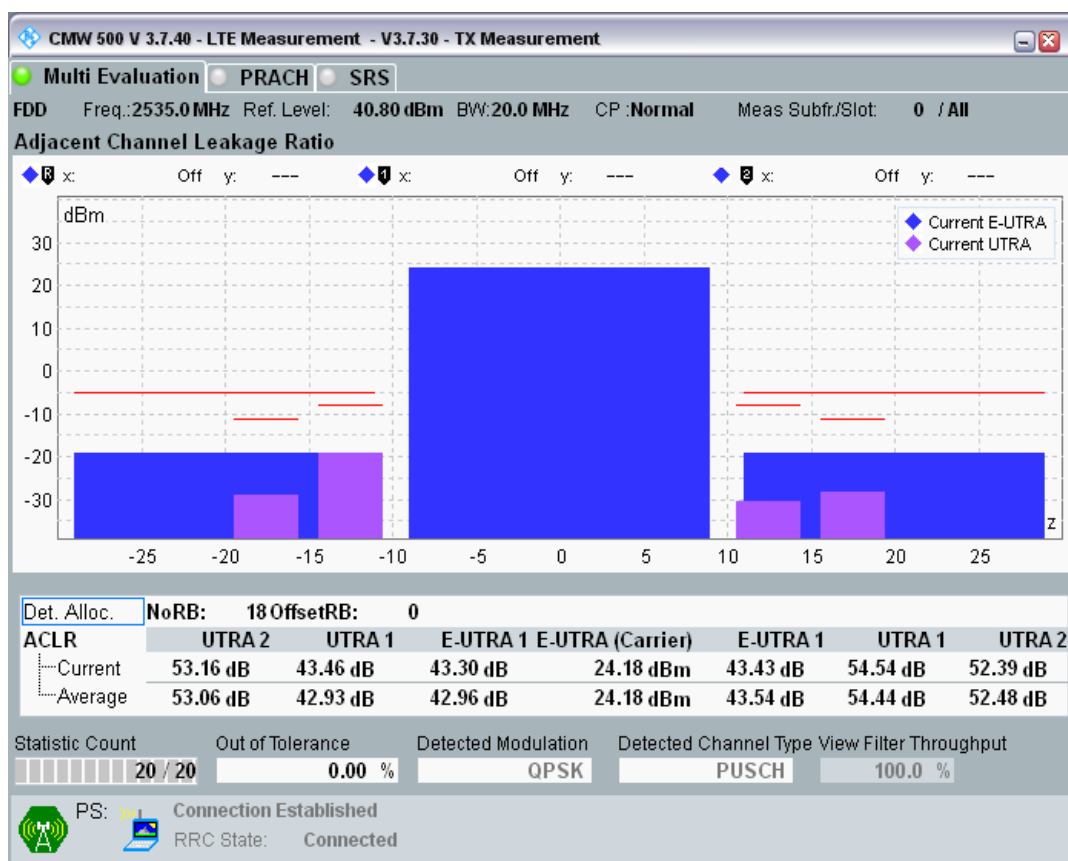 CMW 500 V 3.7.40 - LTE Measurement - V3.7.30 - TX Measurement
Multi Evaluation PRACH SRS
FDD Freq.:2535.0 MHz Ref. Level: 40.80 dBm BW:20.0 MHz CP :Normal Meas Subfr./Slot: 0 / All
Adjacent Channel Leakage Ratio
R x: Off y: --- 1 x: Off y: --- 2 x: Off y: ---
dBm
Current E-UTRA
Current UTRA
30
20
10
0
-10
-20
-30
z
-25 -20 -15 -10 -5 0 5 10 15 20 25
Det. Alloc. NoRB: 18 OffsetRB: 0
ACLR UTRA 2 UTRA 1 E-UTRA 1 E-UTRA (Carrier) E-UTRA 1 UTRA 1 UTRA 2
Current 53.16 dB 43.46 dB 43.30 dB 24.18 dBm 43.43 dB 54.54 dB 52.39 dB
Average 53.06 dB 42.93 dB 42.96 dB 24.18 dBm 43.54 dB 54.44 dB 52.48 dB
Statistic Count Out of Tolerance Detected Modulation Detected Channel Type View Filter Throughput
20 / 20 0.00 % QPSK PUSCH 100.0 %
PS: Connection Established
RRC State: Connected